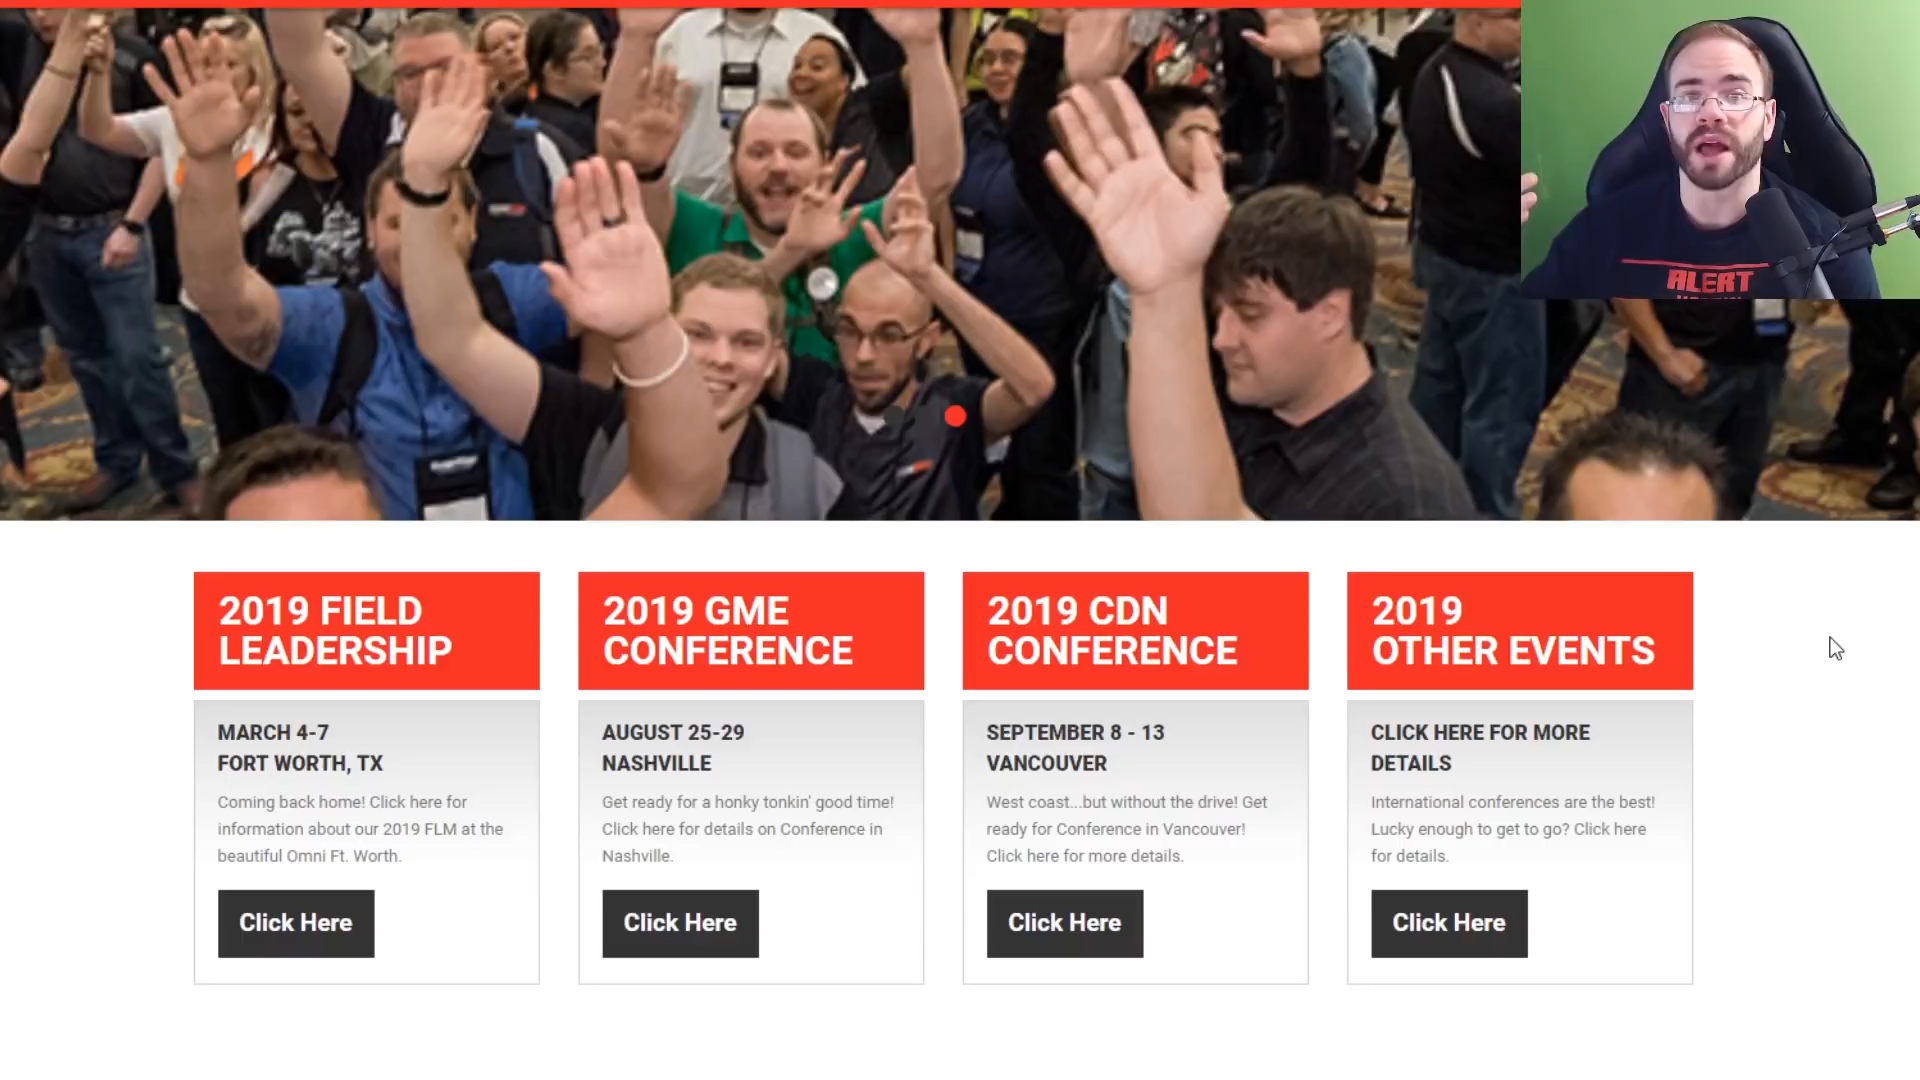 ALERT
2019 FIELD
LEADERSHIP
MARCH 4-7
FORT WORTH, TX
Coming back home! Click here for
information about our 2019 FLM at the
beautiful Omni Ft. Worth.
Click Here
2019 GME
CONFERENCE
AUGUST 25-29
NASHVILLE
Get ready for a honky tonkin' good time!
Click here for details on Conference in
Nashville.
Click Here
2019 CDN
CONFERENCE
SEPTEMBER 8 - 13
VANCOUVER
West coast...but without the drive! Get
ready for Conference in Vancouver!
Click here for more details.
Click Here
2019
OTHER EVENTS
CLICK HERE FOR MORE
DETAILS
International conferences are the best!
Lucky enough to get to go? Click here
for details.
Click Here